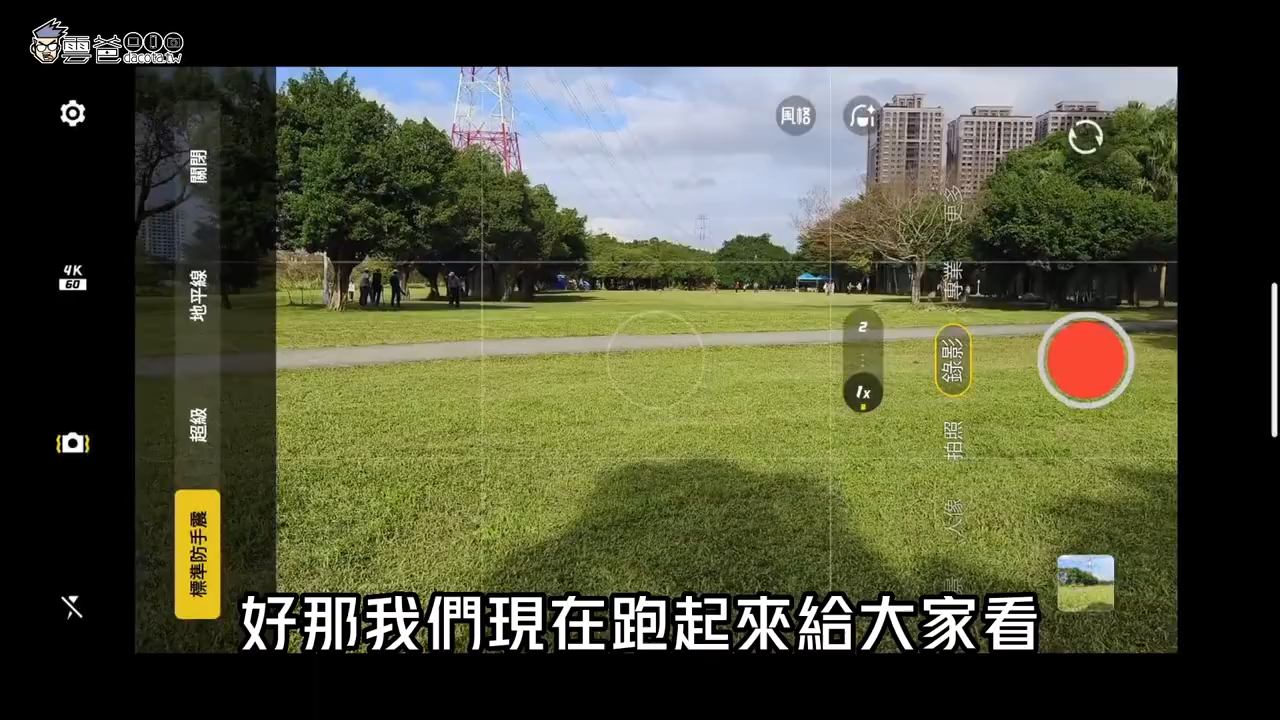 雲爸
dacota.tw
風格
關閉
更多
地平線
4K
60
專業
2
1x
錄影
超級
拍照
人像
標準防手震
好那我們現在跑起來給大家看